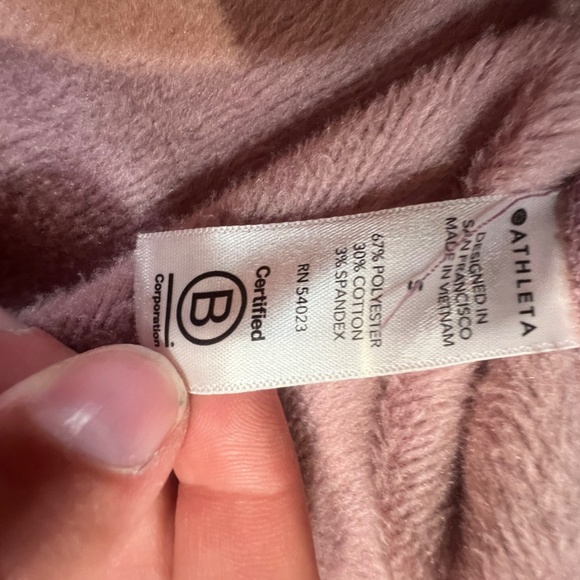 ATHLETA
DESIGNED IN
SAN FRANCISCO
MADE IN VIETNAM
S
67% POLYESTER
30% COTTON
3% SPANDEX
RN 54023
Certified
B
Corporation